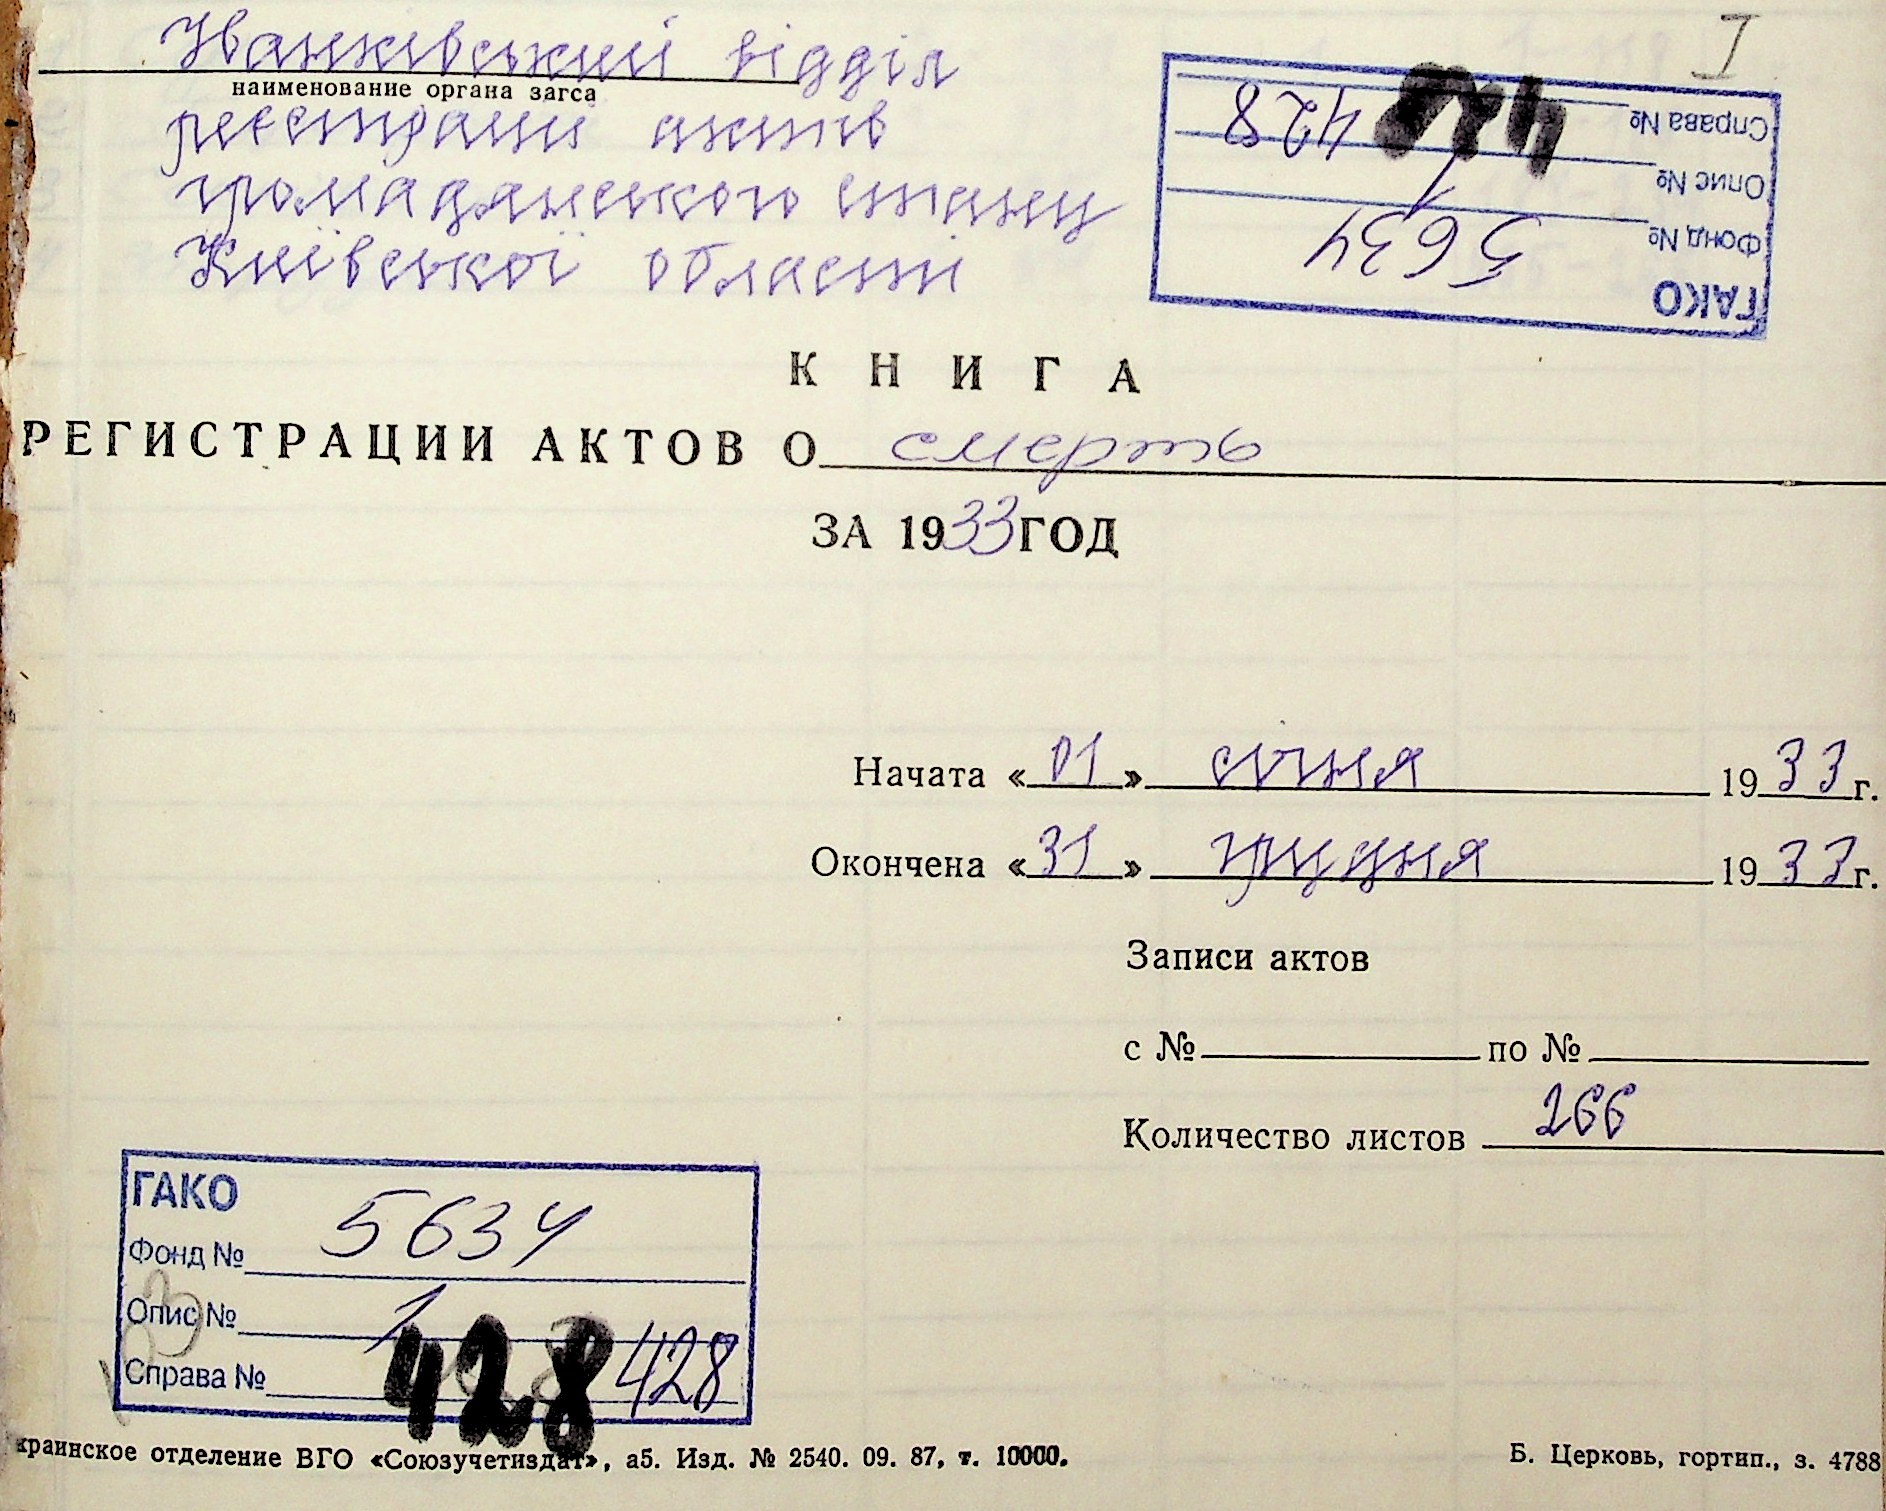 Іванківський відділ
наименование органа загса
реєстрації актів
громадянського стану
Київської області
I
ГАКО
Фонд № 5634
Опис № 1
Справа № 428 428
КНИГА
РЕГИСТРАЦИИ АКТОВ О смерть
ЗА 1933 ГОД
Начата «01» січня 1933 г.
Окончена «31» грудня 1933 г.
Записи актов
с № по №
Количество листов 266
ГАКО
Фонд № 5634
Опис № 1
Справа № 428 428
краинское отделение ВГО «Союзучетиздат», а5. Изд. № 2540. 09. 87, т. 10000.
Б. Церковь, гортип., з. 4788